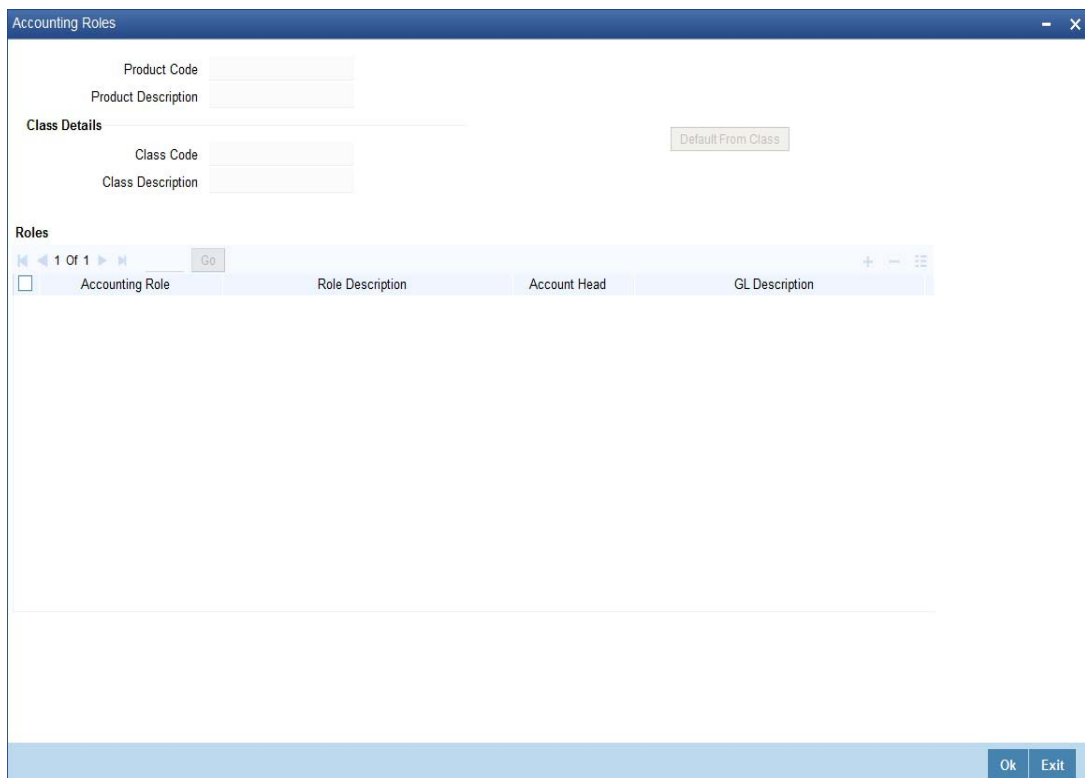 Accounting Roles
Product Code
Product Description
Class Details
Default From Class
Class Code
Class Description
Roles
1 Of 1 Go
Accounting Role Role Description Account Head GL Description
Ok Exit